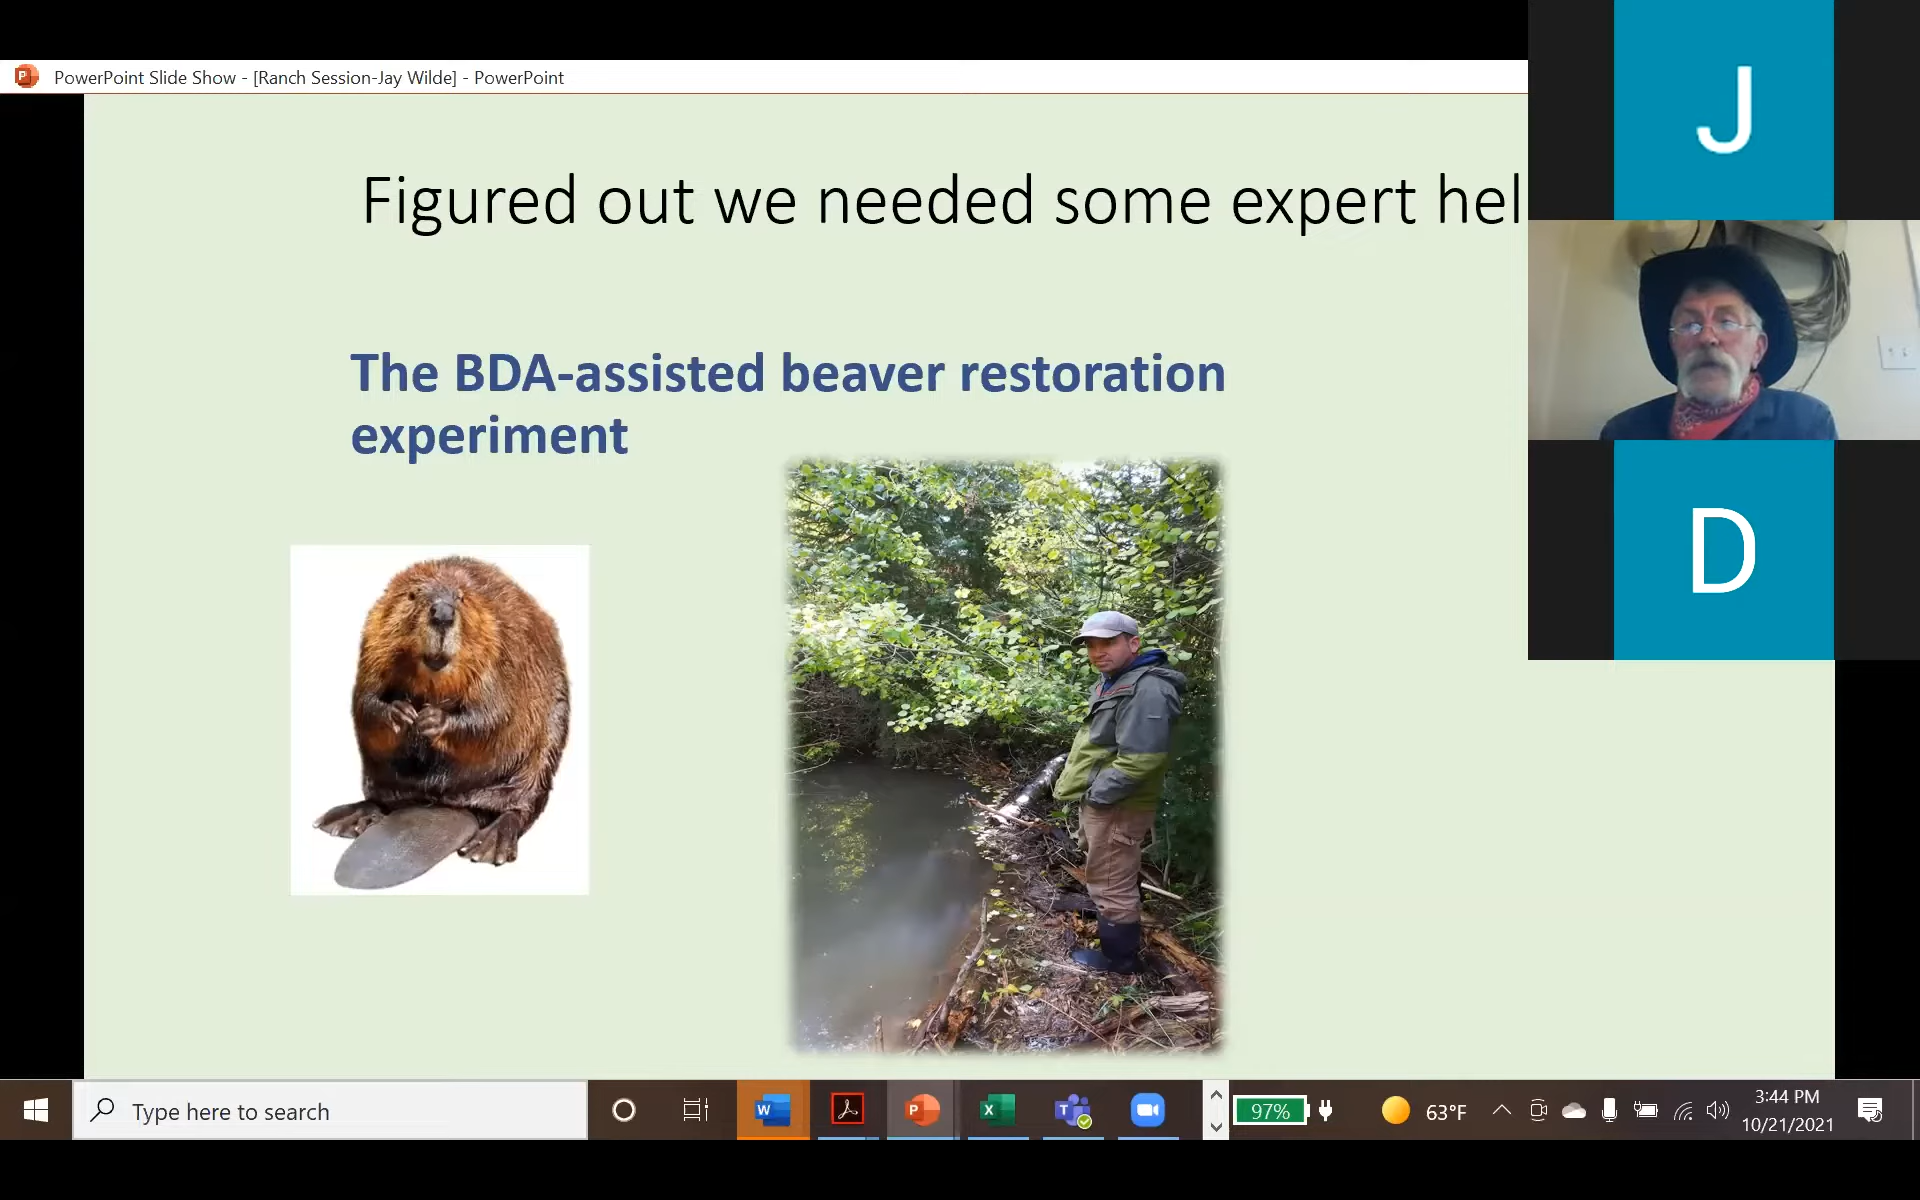 PowerPoint Slide Show - [Ranch Session-Jay Wilde] - PowerPoint
J
Figured out we needed some expert hel
The BDA-assisted beaver restoration
experiment
D
Type here to search
97%
63°F
3:44 PM
10/21/2021